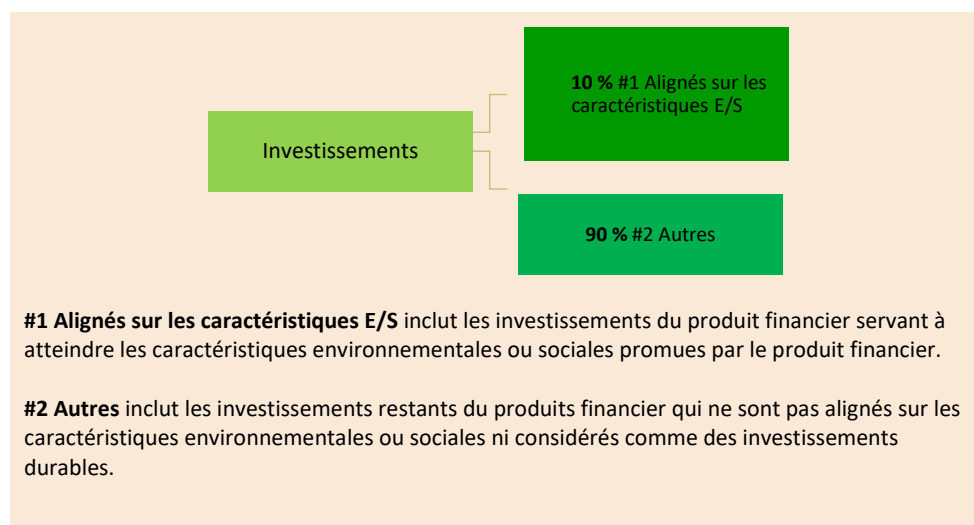 10 % #1 Alignés sur les
caractéristiques E/S
Investissements
90 % #2 Autres
#1 Alignés sur les caractéristiques E/S inclut les investissements du produit financier servant à
atteindre les caractéristiques environnementales ou sociales promues par le produit financier.
#2 Autres inclut les investissements restants du produits financier qui ne sont pas alignés sur les
caractéristiques environnementales ou sociales ni considérés comme des investissements
durables.